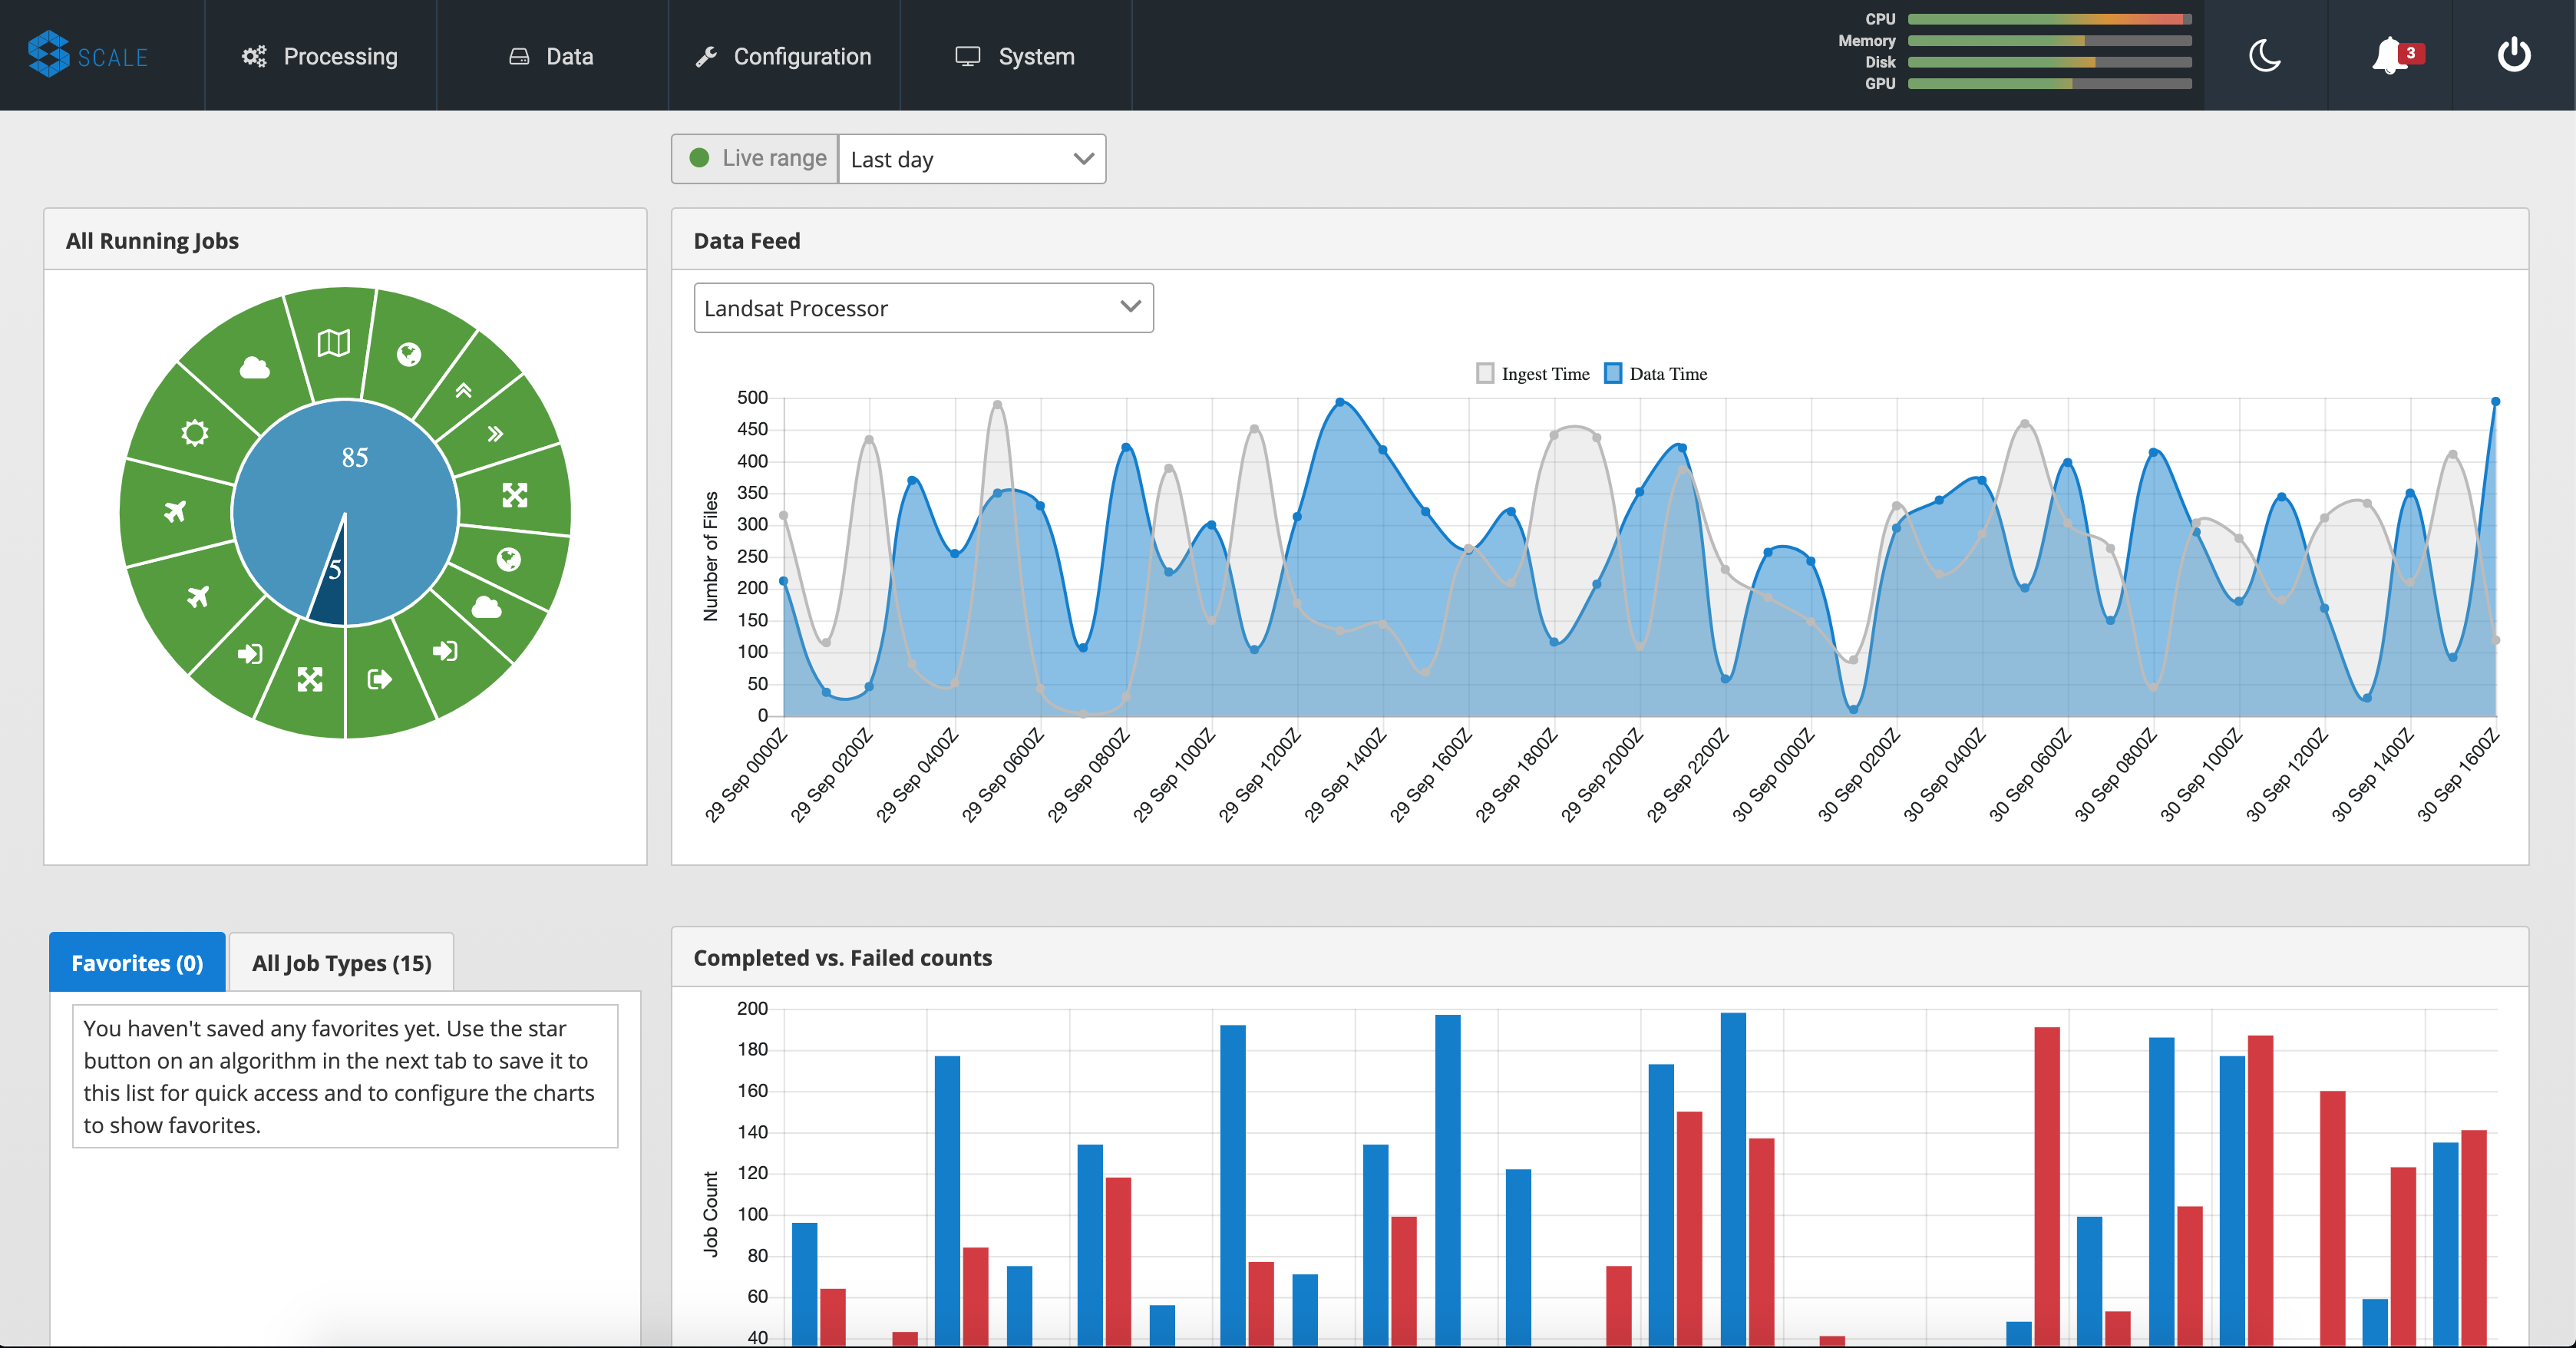 SCALE
Processing
Data
Configuration
System
CPU
Memory
Disk
GPU
3
Live range
Last day
All Running Jobs
85
5
Data Feed
Landsat Processor
Ingest Time
Data Time
500
450
400
350
300
250
200
150
100
50
0
Number of Files
29 Sep 0000Z
29 Sep 0200Z
29 Sep 0400Z
29 Sep 0600Z
29 Sep 0800Z
29 Sep 1000Z
29 Sep 1200Z
29 Sep 1400Z
29 Sep 1600Z
29 Sep 1800Z
29 Sep 2000Z
29 Sep 2200Z
30 Sep 0000Z
30 Sep 0200Z
30 Sep 0400Z
30 Sep 0600Z
30 Sep 0800Z
30 Sep 1000Z
30 Sep 1200Z
30 Sep 1400Z
30 Sep 1600Z
Favorites (0)
All Job Types (15)
You haven't saved any favorites yet. Use the star
button on an algorithm in the next tab to save it to
this list for quick access and to configure the charts
to show favorites.
Completed vs. Failed counts
200
180
160
140
120
100
80
60
40
Job Count